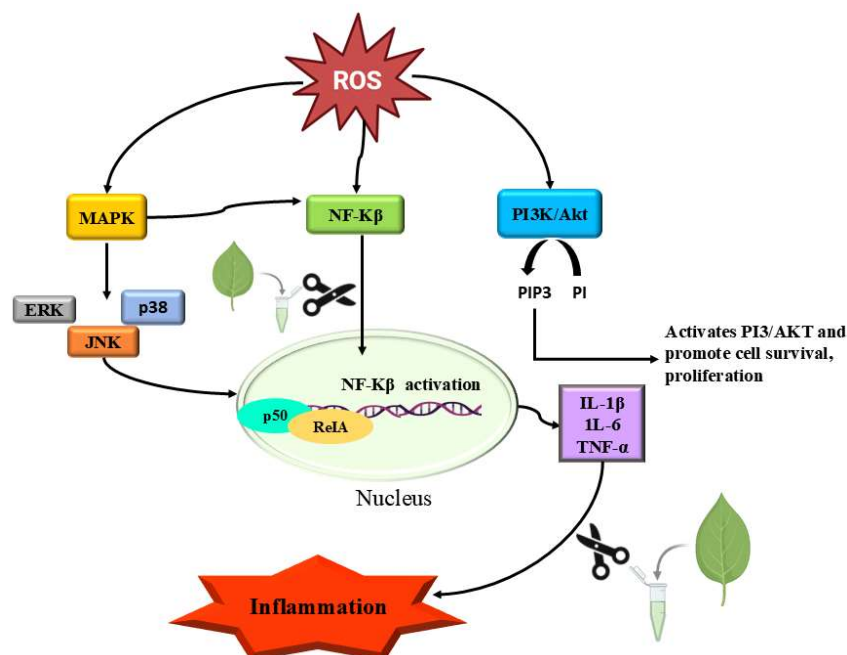 ROS
MAPK
NF-Kβ
PI3K/Akt
ERK
p38
JNK
PIP3
PI
Activates PI3/AKT and
promote cell survival,
proliferation
NF-Kβ activation
p50
RelA
Nucleus
IL-1β
1L-6
TNF-α
Inflammation